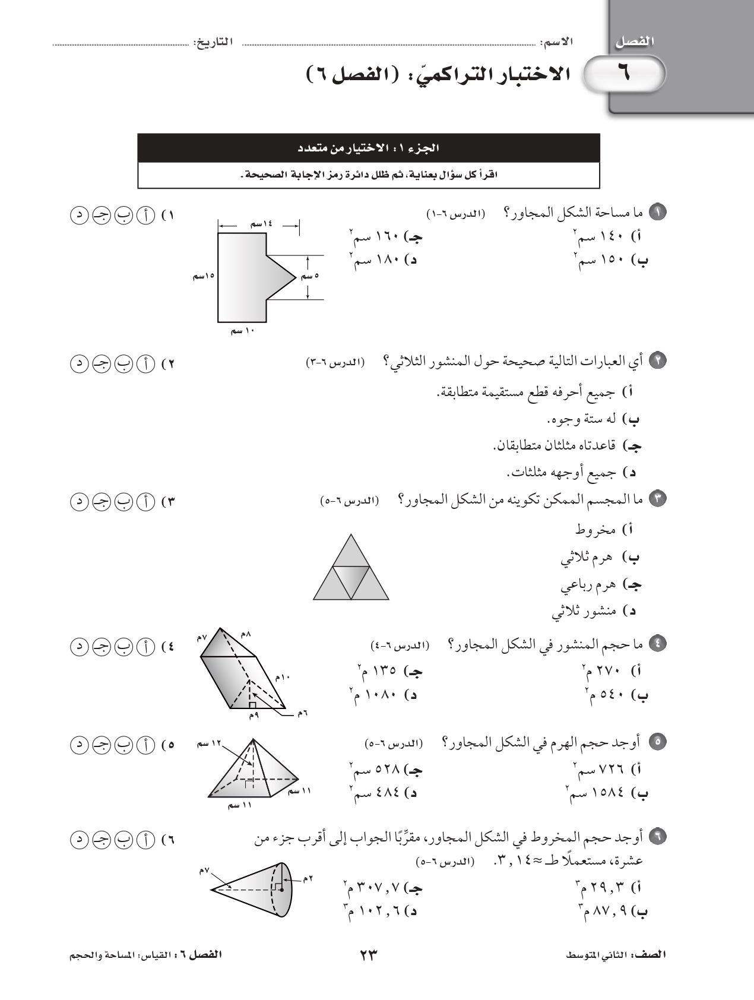 الفصل
٦
الاسم: التاريخ:
الاختبار التراكميّ: (الفصل ٦)
الجزء ١: الاختيار من متعدد
اقرأ كل سؤال بعناية، ثم ظلل دائرة رمز الإجابة الصحيحة.
١ ما مساحة الشكل المجاور؟ (الدرس ٦-١)
أ) ١٤٠ سم٢ جـ) ١٦٠ سم٢
ب) ١٥٠ سم٢ د) ١٨٠ سم٢
١٤سم
١٥سم
٥ سم
١٠ سم
١) أ ب جـ د
٢ أي العبارات التالية صحيحة حول المنشور الثلاثي؟ (الدرس ٦-٣)
أ) جميع أحرفه قطع مستقيمة متطابقة.
ب) له ستة وجوه.
جـ) قاعدتاه مثلثان متطابقان.
د) جميع أوجهه مثلثات.
٢) أ ب جـ د
٣ ما المجسم الممكن تكوينه من الشكل المجاور؟ (الدرس ٦-٥)
أ) مخروط
ب) هرم ثلاثي
جـ) هرم رباعي
د) منشور ثلاثي
٣) أ ب جـ د
٤ ما حجم المنشور في الشكل المجاور؟ (الدرس ٦-٤)
أ) ٢٧٠ م٢ جـ) ١٣٥ م٢
ب) ٥٤٠ م٢ د) ١٠٨٠ م٢
٨م
٧م
١٠م
٦م
٩م
٤) أ ب جـ د
٥ أوجد حجم الهرم في الشكل المجاور؟ (الدرس ٦-٥)
أ) ٧٢٦ سم٢ جـ) ٥٢٨ سم٢
ب) ١٥٨٤ سم٢ د) ٤٨٤ سم٢
١٢ سم
١١ سم
١١ سم
٥) أ ب جـ د
٦ أوجد حجم المخروط في الشكل المجاور، مقرِّبًا الجواب إلى أقرب جزء من
عشرة، مستعملًا طـ ≈ ٣,١٤. (الدرس ٦-٥)
أ) ٢٩,٣ م٣ جـ) ٣٠٧,٧ م٢
ب) ٨٧,٩ م٣ د) ١٠٢,٦ م٣
٧م
٢م
٦) أ ب جـ د
الصف: الثاني المتوسط ٢٣ الفصل ٦ : القياس: المساحة والحجم